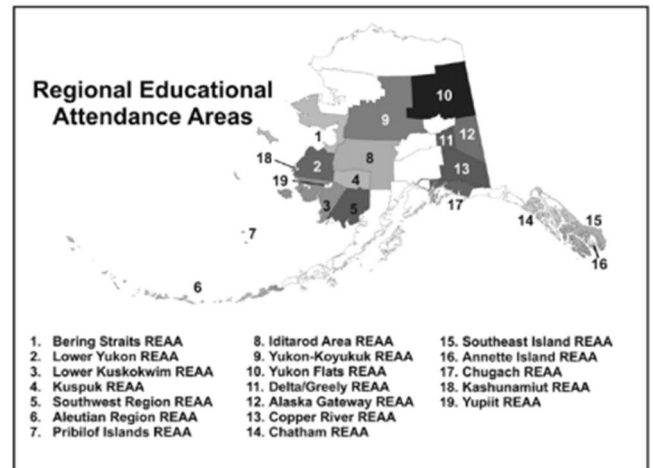 Regional Educational
Attendance Areas
10
9
1
11
12
18
2
8
13
19
4
3
5
17
14
15
7
16
6
1. Bering Straits REAA
2. Lower Yukon REAA
3. Lower Kuskokwim REAA
4. Kuspuk REAA
5. Southwest Region REAA
6. Aleutian Region REAA
7. Pribilof Islands REAA
8. Iditarod Area REAA
9. Yukon-Koyukuk REAA
10. Yukon Flats REAA
11. Delta/Greely REAA
12. Alaska Gateway REAA
13. Copper River REAA
14. Chatham REAA
15. Southeast Island REAA
16. Annette Island REAA
17. Chugach REAA
18. Kashunamiut REAA
19. Yupiit REAA